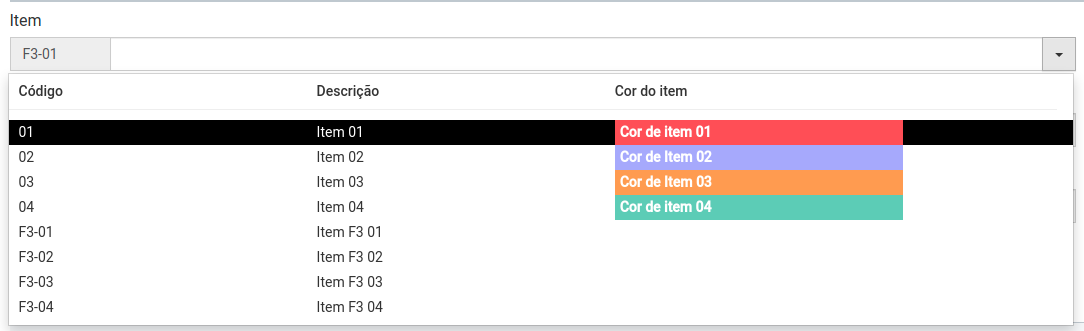 Item
F3-01
Código Descrição Cor do item
01 Item 01 Cor de item 01
02 Item 02 Cor de Item 02
03 Item 03 Cor de Item 03
04 Item 04 Cor de item 04
F3-01 Item F3 01
F3-02 Item F3 02
F3-03 Item F3 03
F3-04 Item F3 04